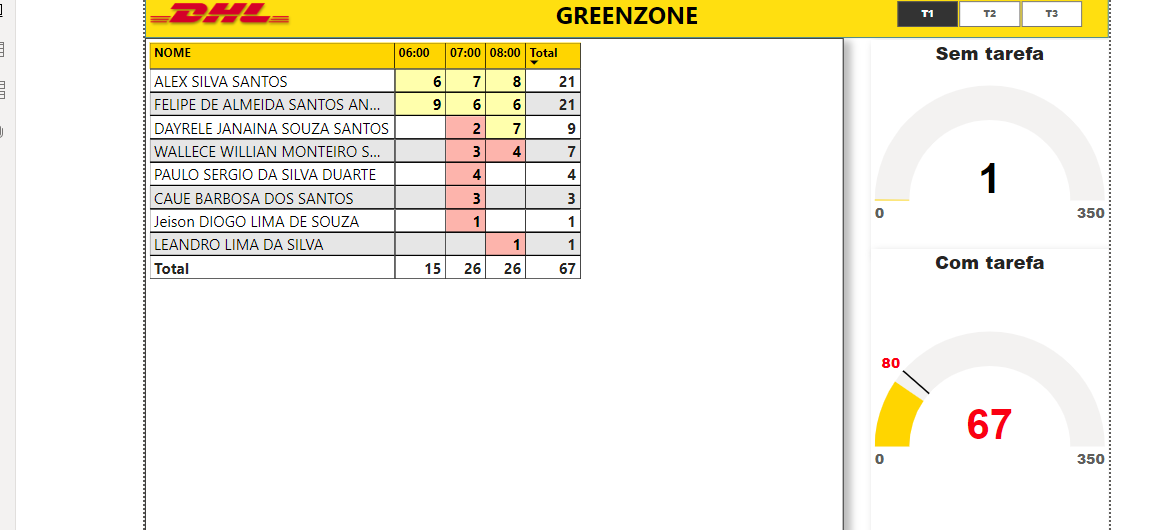 DHL
GREENZONE
T1 T2 T3
NOME 06:00 07:00 08:00 Total
ALEX SILVA SANTOS 6 7 8 21
FELIPE DE ALMEIDA SANTOS AN... 9 6 6 21
DAYRELE JANAINA SOUZA SANTOS 2 7 9
WALLECE WILLIAN MONTEIRO S... 3 4 7
PAULO SERGIO DA SILVA DUARTE 4 4
CAUE BARBOSA DOS SANTOS 3 3
Jeison DIOGO LIMA DE SOUZA 1 1
LEANDRO LIMA DA SILVA 1 1
Total 15 26 26 67
Sem tarefa
1
0 350
Com tarefa
80
67
0 350